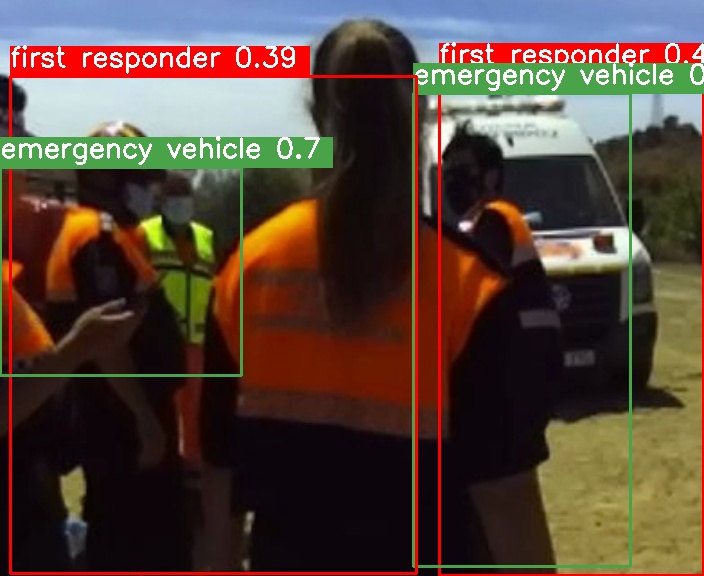 first responder 0.39
first responder 0.4
emergency vehicle 0
emergency vehicle 0.7